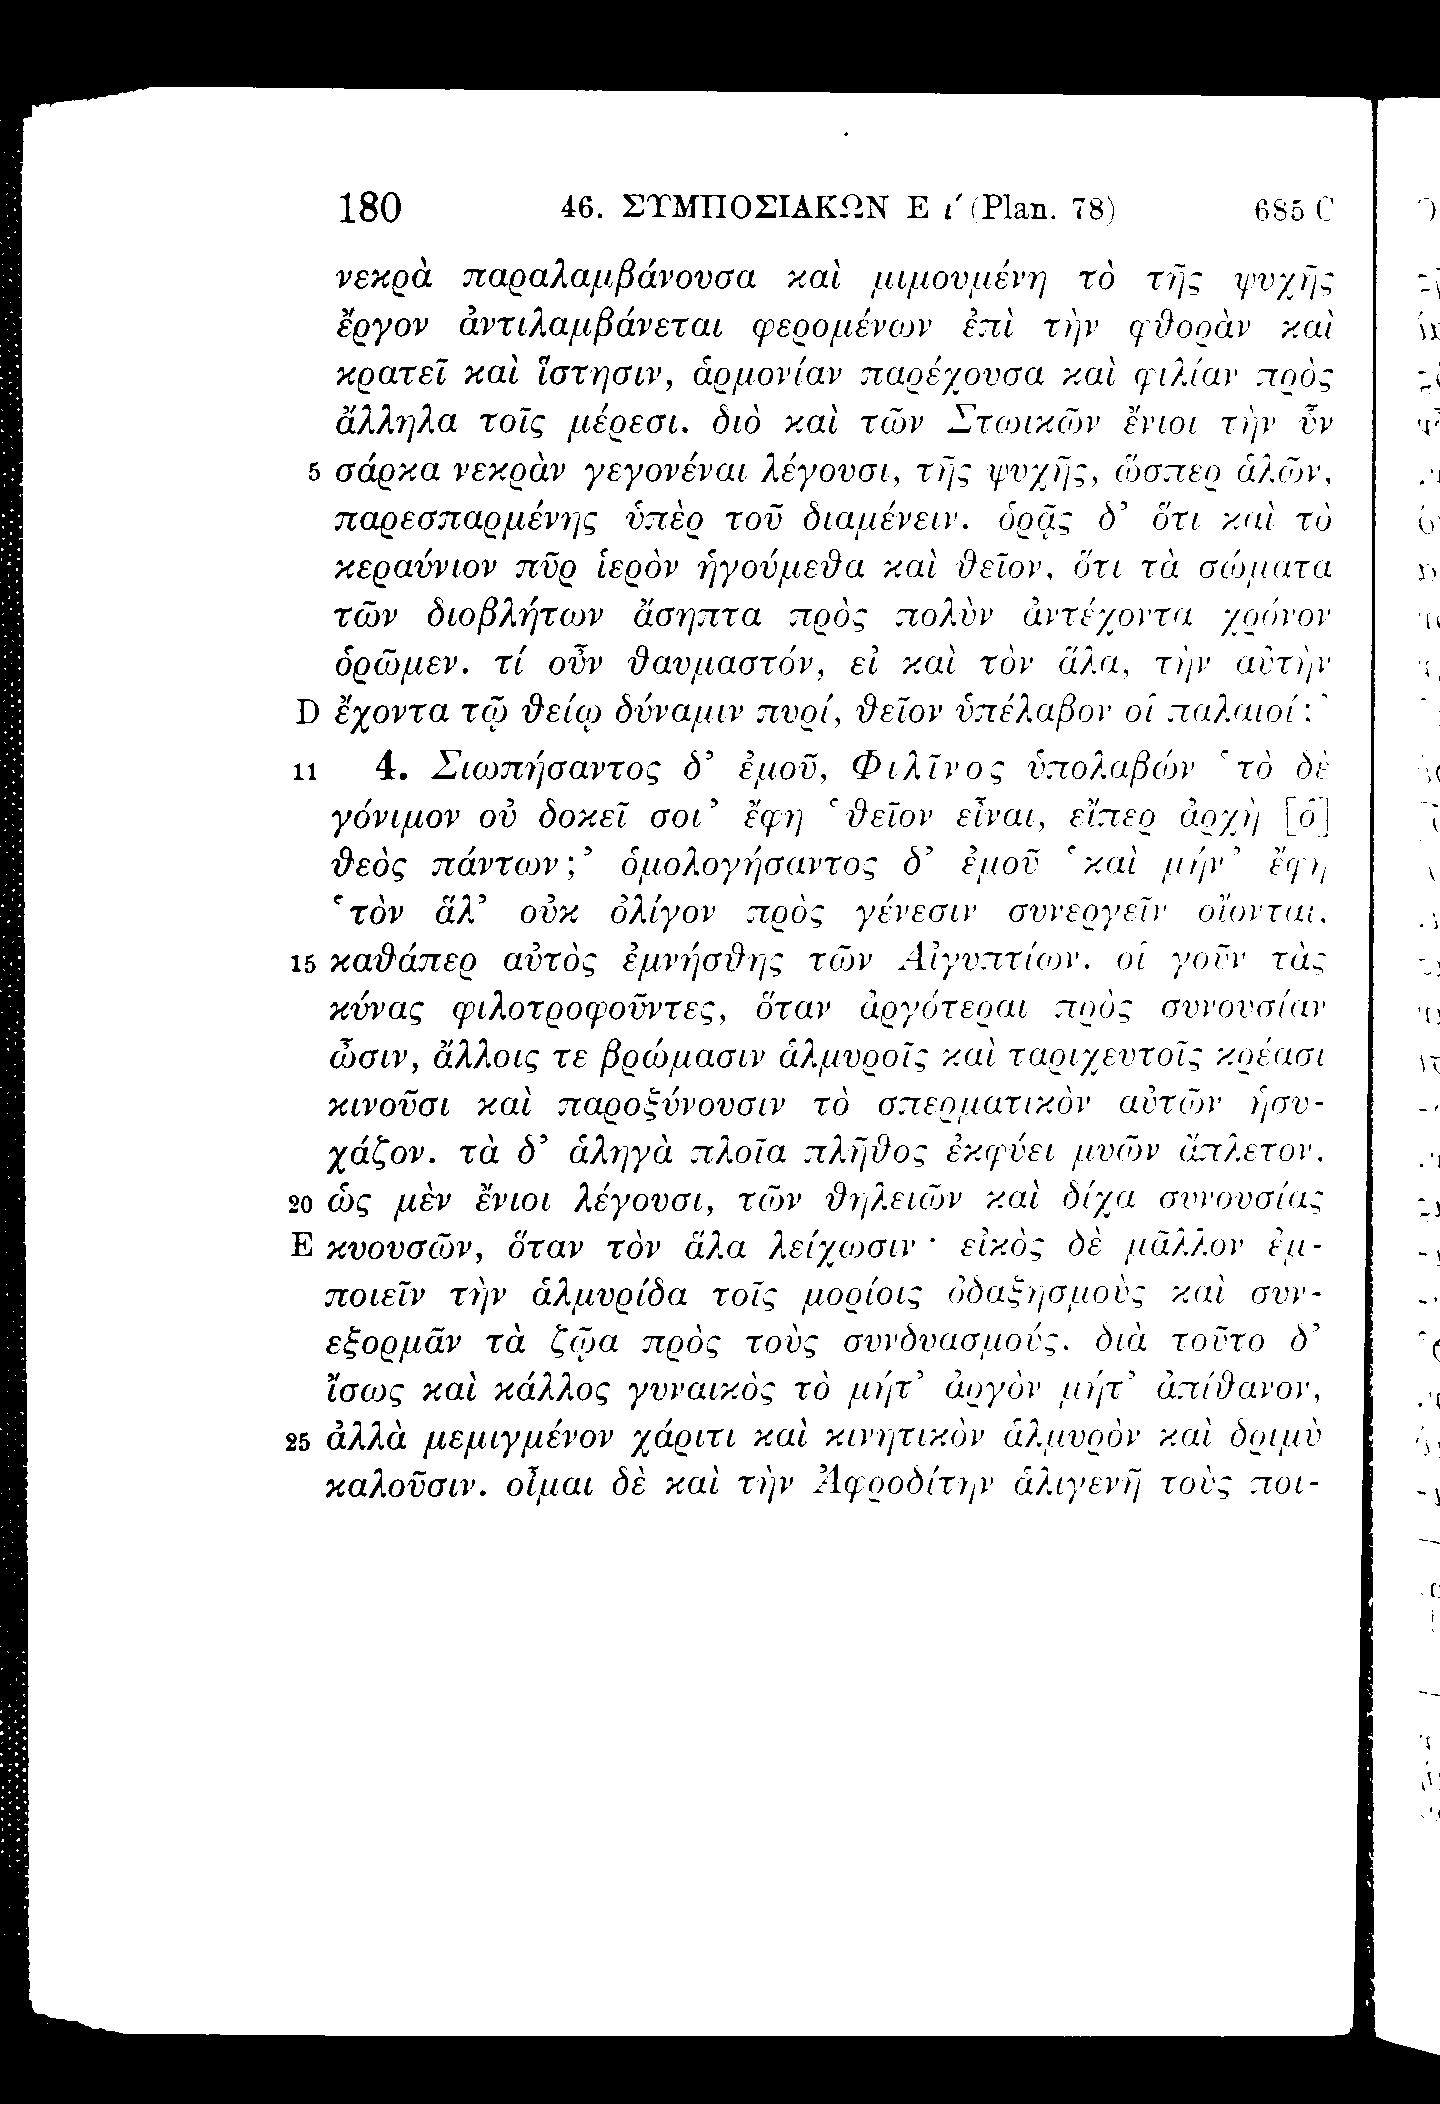 180 46. ΣΥΜΠΟΣΙΑΚΩΝ Ε ι´ (Plan. 78) 685 C
νεκρὰ παραλαμβάνουσα καὶ μιμουμένη τὸ τῆς ψυχῆς
ἔργον ἀντιλαμβάνεται φερομένων ἐπὶ τὴν φθορὰν καὶ
κρατεῖ καὶ ἵστησιν, ἁρμονίαν παρέχουσα καὶ φιλίαν πρὸς
ἄλληλα τοῖς μέρεσι. διὸ καὶ τῶν Στωικῶν ἔνιοι τὴν ὗν
5 σάρκα νεκρὰν γεγονέναι λέγουσι, τῆς ψυχῆς, ὥσπερ ἁλῶν,
παρεσπαρμένης ὑπὲρ τοῦ διαμένειν. ὁρᾷς δ’ ὅτι καὶ τὸ
κεραύνιον πῦρ ἱερὸν ἡγούμεθα καὶ θεῖον, ὅτι τὰ σώματα
τῶν διοβλήτων ἄσηπτα πρὸς πολὺν ἀντέχοντα χρόνον
ὁρῶμεν. τί οὖν θαυμαστόν, εἰ καὶ τὸν ἅλα, τὴν αὐτὴν
D ἔχοντα τῷ θείῳ δύναμιν πυρί, θεῖον ὑπέλαβον οἱ παλαιοί;’
11 4. Σιωπήσαντος δ’ ἐμοῦ, Φιλῖνος ὑπολαβών ‘τὸ δὲ
γόνιμον οὐ δοκεῖ σοι’ ἔφη ‘θεῖον εἶναι, εἴπερ ἀρχὴ [ὁ]
θεὸς πάντων;’ ὁμολογήσαντος δ’ ἐμοῦ ‘καὶ μήν’ ἔφη
‘τὸν ἅλ’ οὐκ ὀλίγον πρὸς γένεσιν συνεργεῖν οἴονται,
15 καθάπερ αὐτὸς ἐμνήσθης τῶν Αἰγυπτίων. οἱ γοῦν τὰς
κύνας φιλοτροφοῦντες, ὅταν ἀργότεραι πρὸς συνουσίαν
ὦσιν, ἄλλοις τε βρώμασιν ἁλμυροῖς καὶ ταριχευτοῖς κρέασι
κινοῦσι καὶ παροξύνουσιν τὸ σπερματικὸν αὐτῶν ἡσυ-
χάζον. τὰ δ’ ἁληγὰ πλοῖα πλῆθος ἐκφύει μυῶν ἄπλετον,
20 ὡς μὲν ἔνιοι λέγουσι, τῶν θηλειῶν καὶ δίχα συνουσίας
E κυουσῶν, ὅταν τὸν ἅλα λείχωσιν · εἰκὸς δὲ μᾶλλον ἐμ-
ποιεῖν τὴν ἁλμυρίδα τοῖς μορίοις ὀδαξησμοὺς καὶ συν-
εξορμᾶν τὰ ζῷα πρὸς τοὺς συνδυασμούς. διὰ τοῦτο δ’
ἴσως καὶ κάλλος γυναικὸς τὸ μήτ’ ἀργὸν μήτ’ ἀπίθανον,
25 ἀλλὰ μεμιγμένον χάριτι καὶ κινητικὸν ἁλμυρὸν καὶ δριμὺ
καλοῦσιν. οἶμαι δὲ καὶ τὴν Ἀφροδίτην ἁλιγενῆ τοὺς ποι-